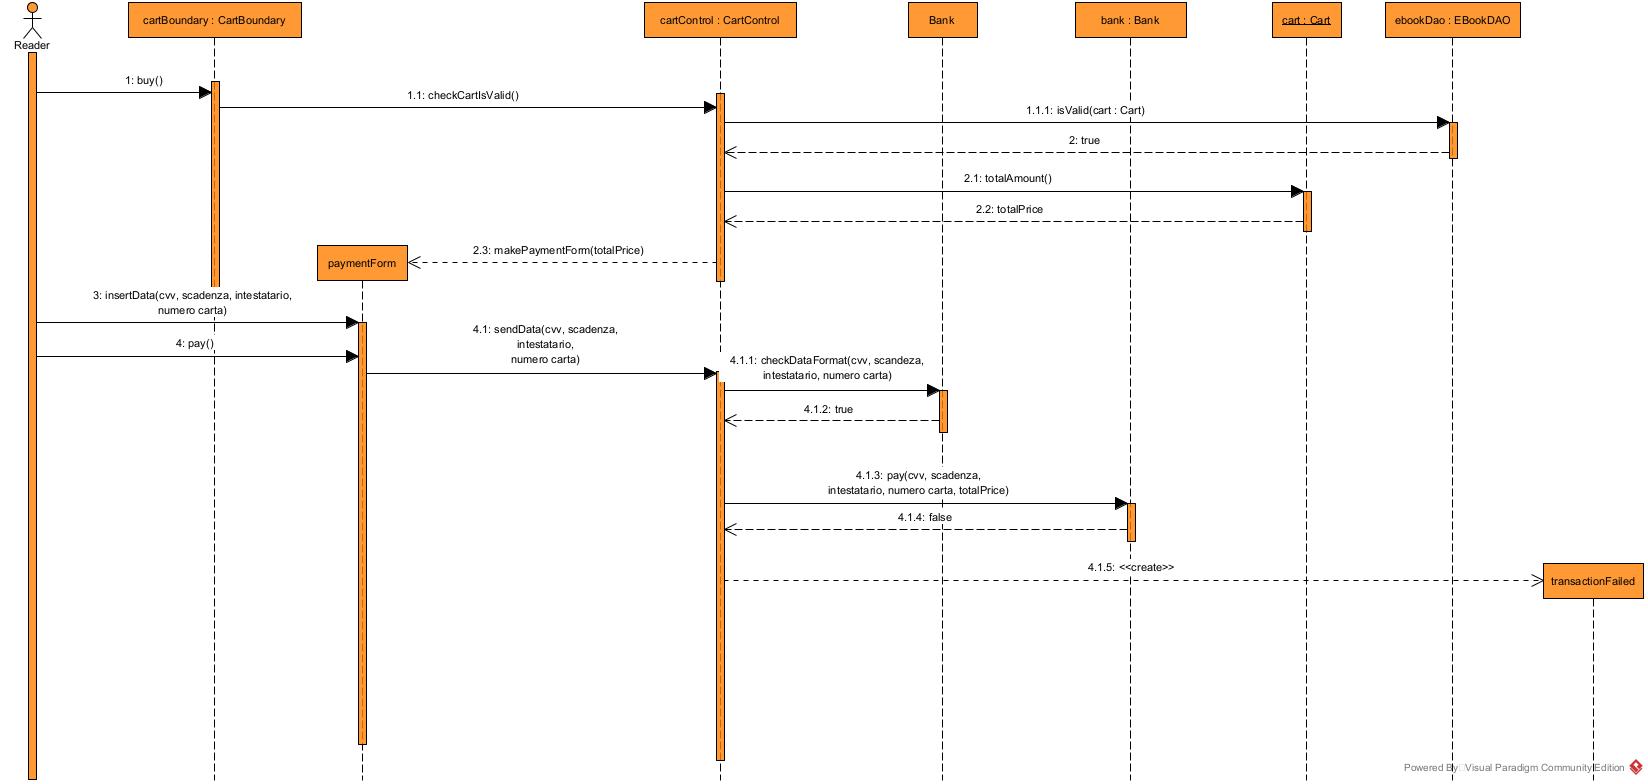 Reader
cartBoundary : CartBoundary
cartControl : CartControl
Bank
bank : Bank
cart : Cart
ebookDao : EBookDAO
1: buy()
1.1: checkCartIsValid()
1.1.1: isValid(cart : Cart)
2: true
2.1: totalAmount()
2.2: totalPrice
2.3: makePaymentForm(totalPrice)
paymentForm
3: insertData(cvv, scadenza, intestatario,
numero carta)
4: pay()
4.1: sendData(cvv, scadenza,
intestatario,
numero carta)
4.1.1: checkDataFormat(cvv, scandeza,
intestatario, numero carta)
4.1.2: true
4.1.3: pay(cvv, scadenza,
intestatario, numero carta, totalPrice)
4.1.4: false
4.1.5: <<create>>
transactionFailed
Powered By Visual Paradigm Community Edition